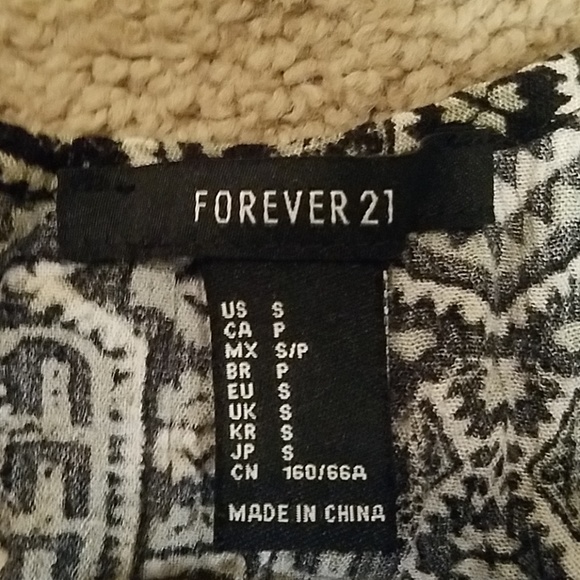 FOREVER 21
US S
CA P
MX S/P
BR P
EU S
UK S
KR S
JP S
CN 160/66A
MADE IN CHINA